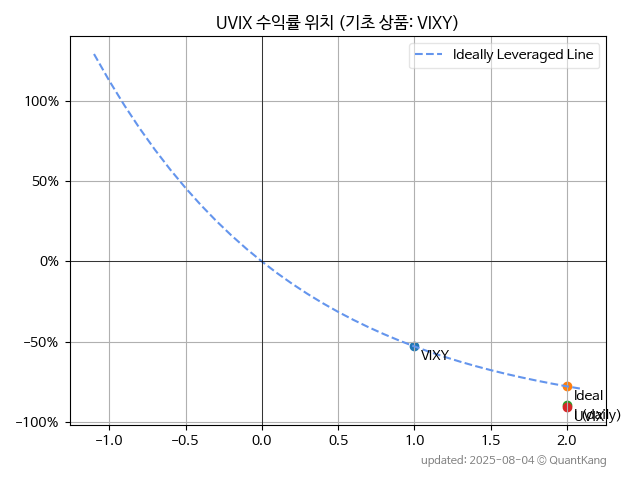 UVIX 수익률 위치 (기초 상품: VIXY)
Ideally Leveraged Line
100%
50%
0%
−50%
−100%
VIXY
Ideal
−1.0
−0.5
0.0
0.5
1.0
1.5
2.0
updated: 2025-08-04 © QuantKang